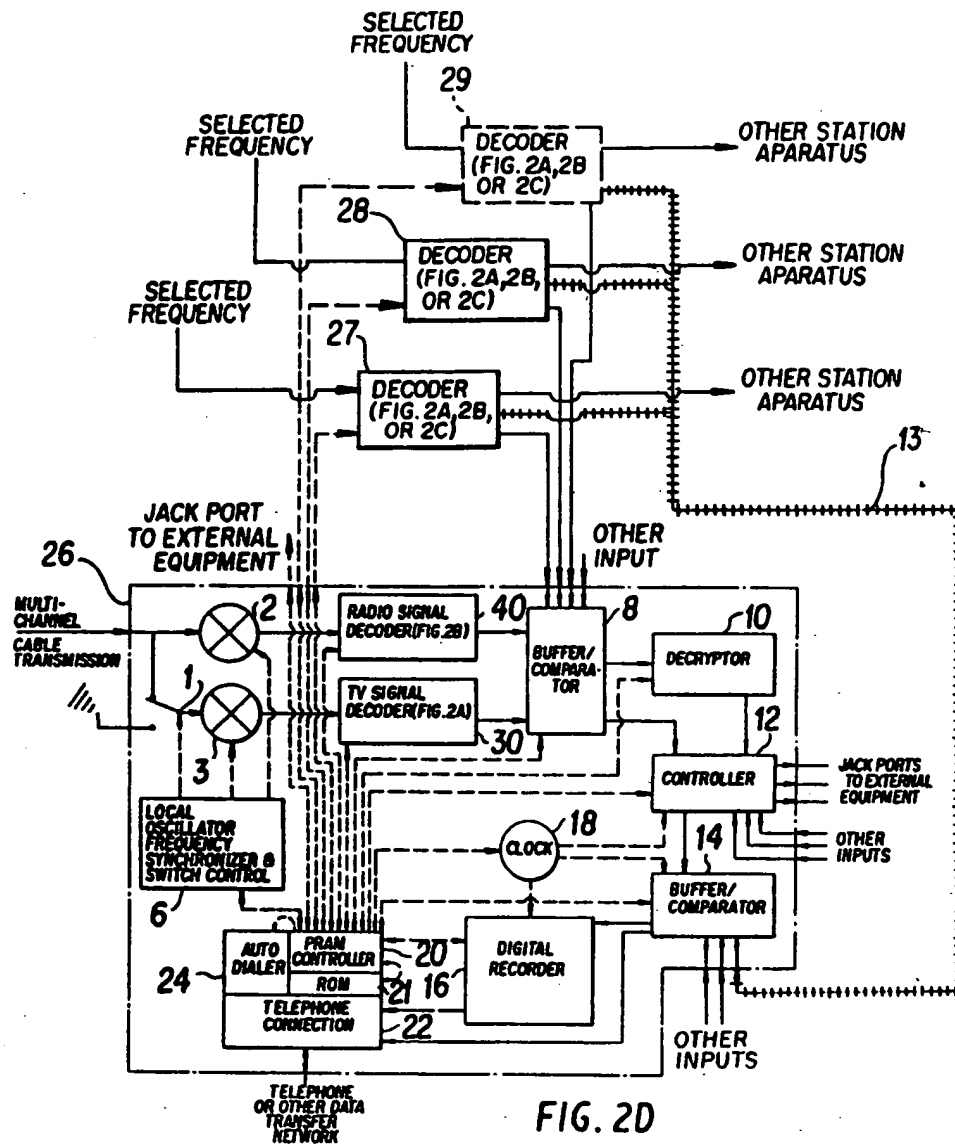 SELECTED
FREQUENCY
29
SELECTED
FREQUENCY
DECODER
(FIG. 2A, 2B
OR 2C)
OTHER STATION
APARATUS
28
DECODER
(FIG. 2A, 2B,
OR 2C)
OTHER STATION
APARATUS
SELECTED
FREQUENCY
27
DECODER
(FIG. 2A, 2B,
OR 2C)
OTHER STATION
APARATUS
13
JACK PORT
TO EXTERNAL
EQUIPMENT
OTHER
INPUT
26
MULTI-
CHANNEL
CABLE
TRANSMISSION
2
RADIO SIGNAL
DECODER (FIG. 2B)
40
8
BUFFER/
COMPARA-
TOR
10
DECRYPTOR
1
TV SIGNAL
DECODER (FIG. 2A)
30
3
12
CONTROLLER
JACK PORTS
TO EXTERNAL
EQUIPMENT
LOCAL
OSCILLATOR
FREQUENCY
SYNCHRONIZER &
SWITCH CONTROL
6
18
CLOCK
OTHER
INPUTS
14
BUFFER/
COMPARATOR
24
AUTO
DIALER
PRAM
CONTROLLER
20
ROM
21
16
DIGITAL
RECORDER
TELEPHONE
CONNECTION
22
OTHER
INPUTS
TELEPHONE
OR OTHER DATA
TRANSFER
NETWORK
FIG. 2D